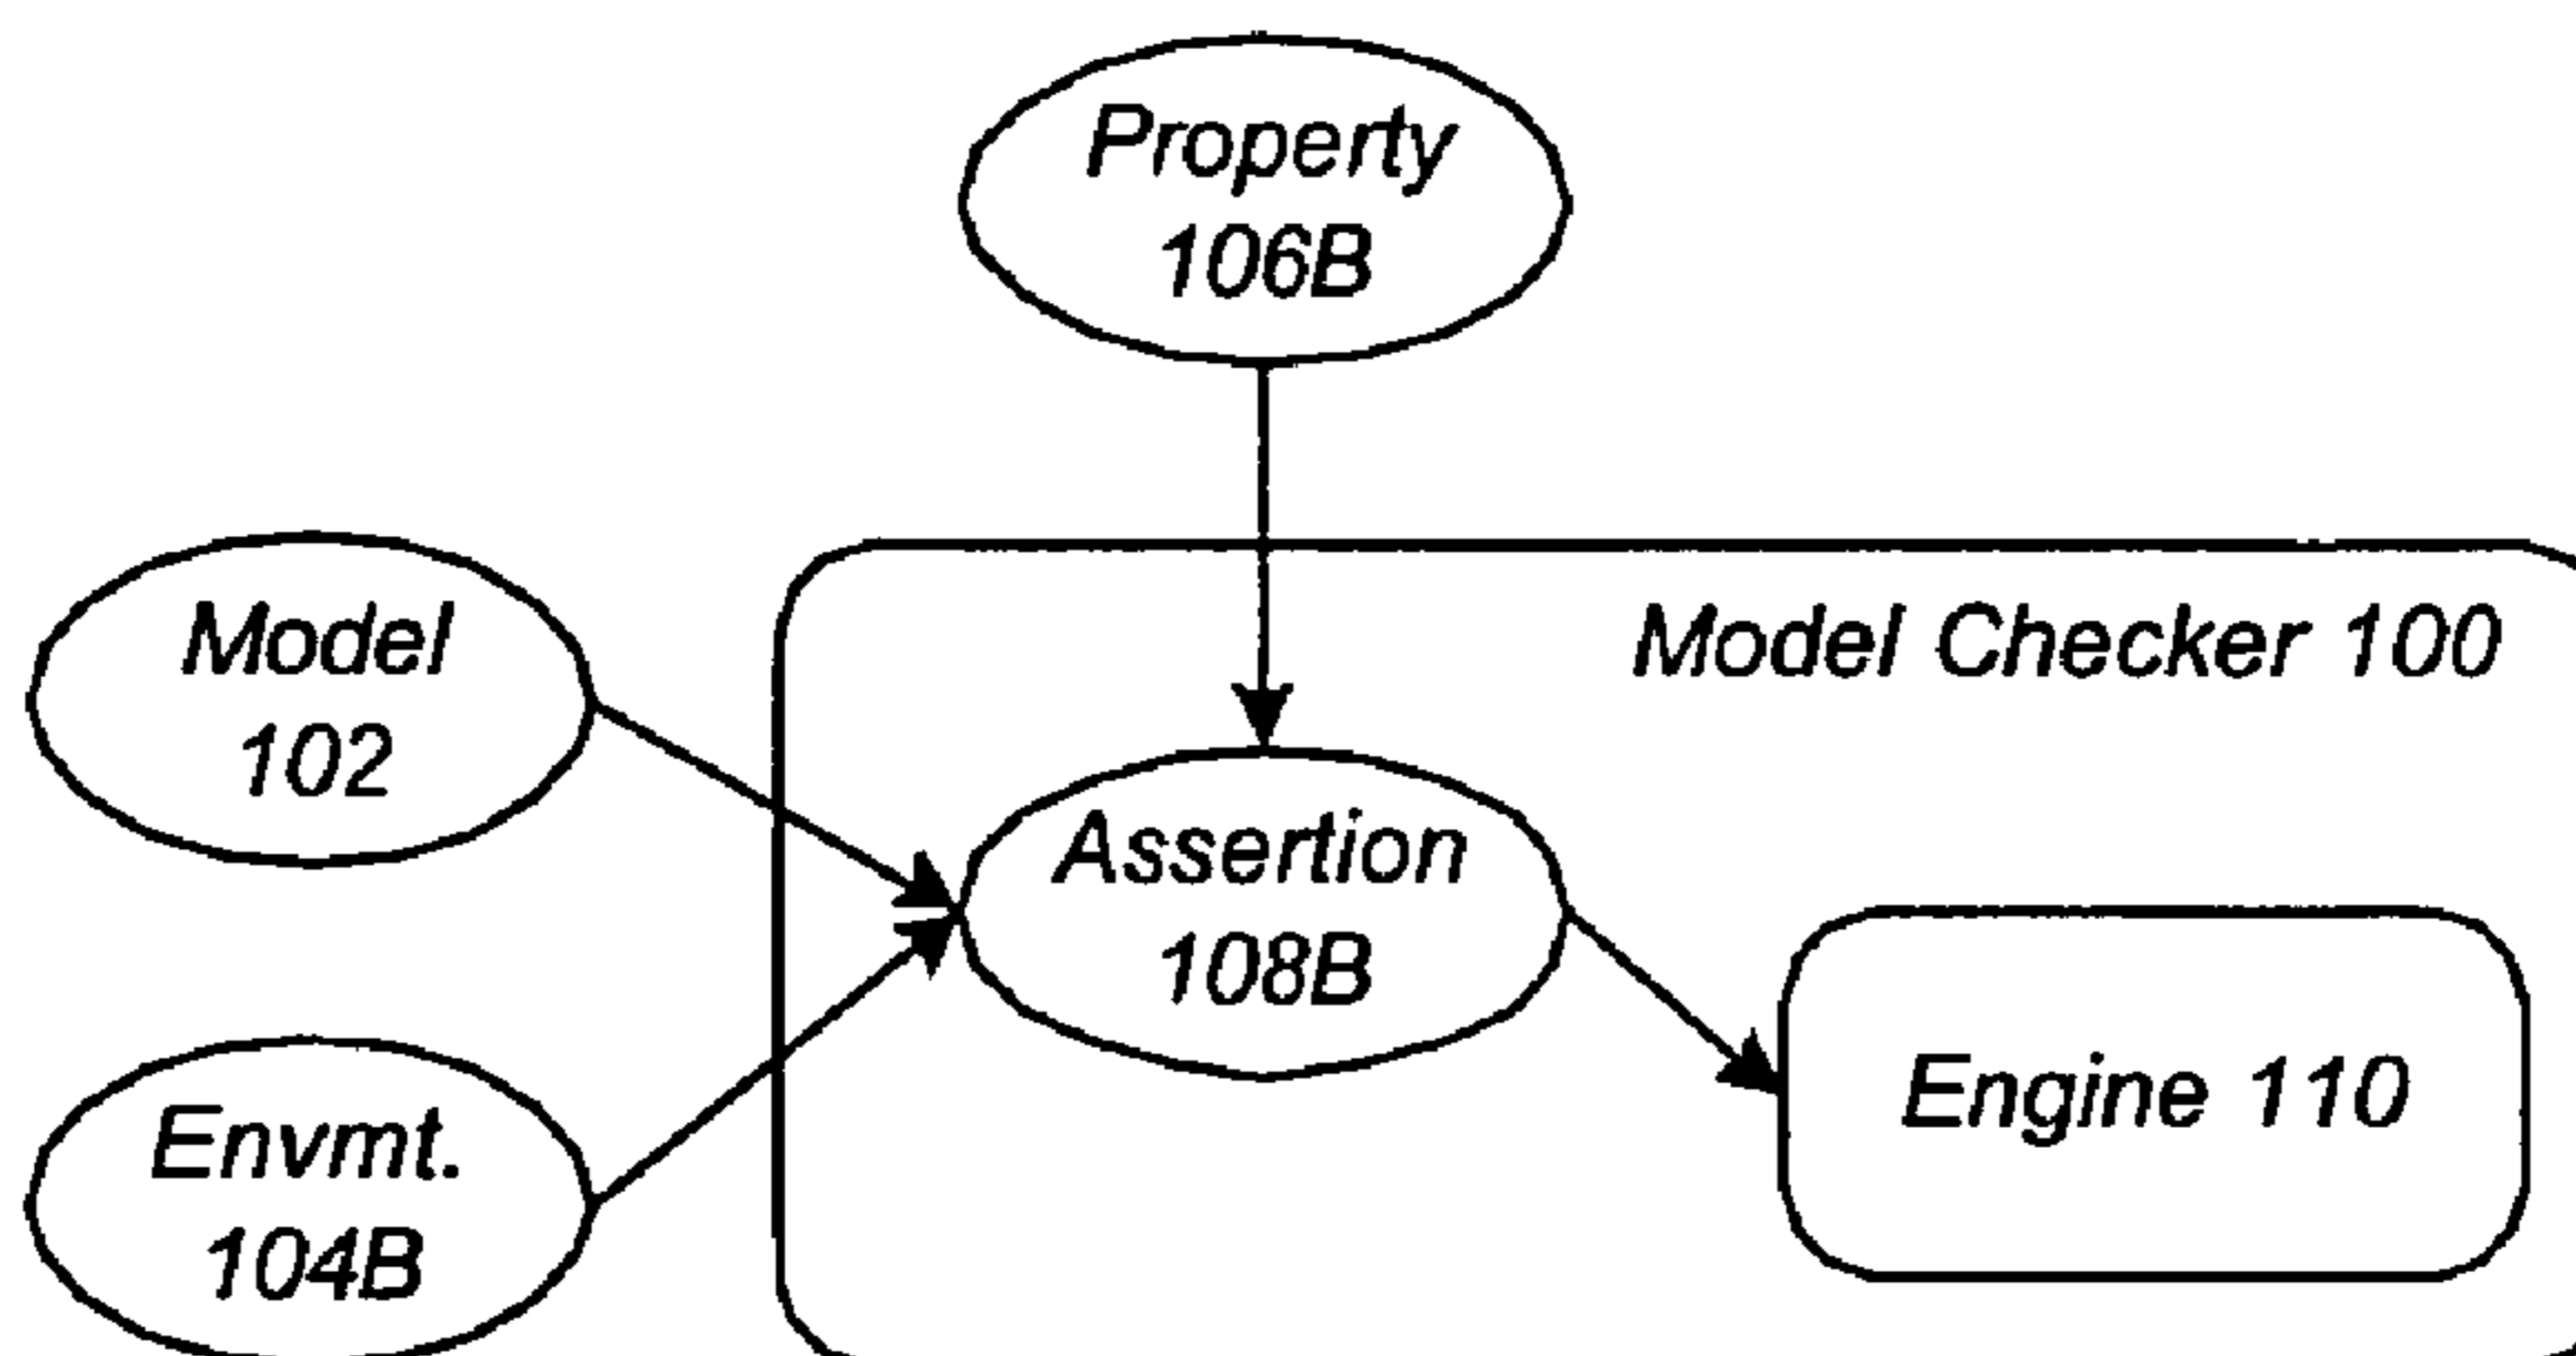 Property
106B
Model
102
Model Checker 100
Assertion
108B
Engine 110
Envmt.
104B